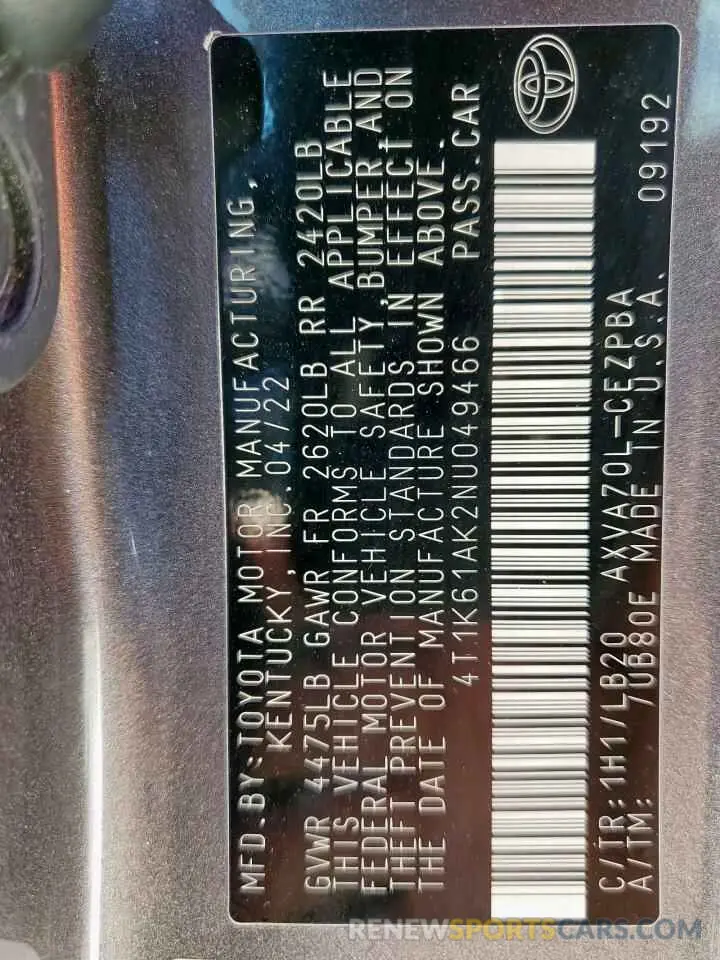 MFD.BY:TOYOTA MOTOR MANUFACTURING,
KENTUCKY,INC.04/22
GVWR 4475LB GAWR FR 2620LB RR 2420LB
THIS VEHICLE CONFORMS TO ALL APPLICABLE
FEDERAL MOTOR VEHICLE SAFETY,BUMPER AND
THEFT PREVENTION STANDARDS IN EFFECT ON
THE DATE OF MANUFACTURE SHOWN ABOVE.
4T1K61AK2NU049466 PASS.CAR
C/TR:1H1/LB20 AXVA70L-CEZPBA 09192
A/TM: /UB80E MADE IN U.S.A.
RENEWSPORTSCARS.COM